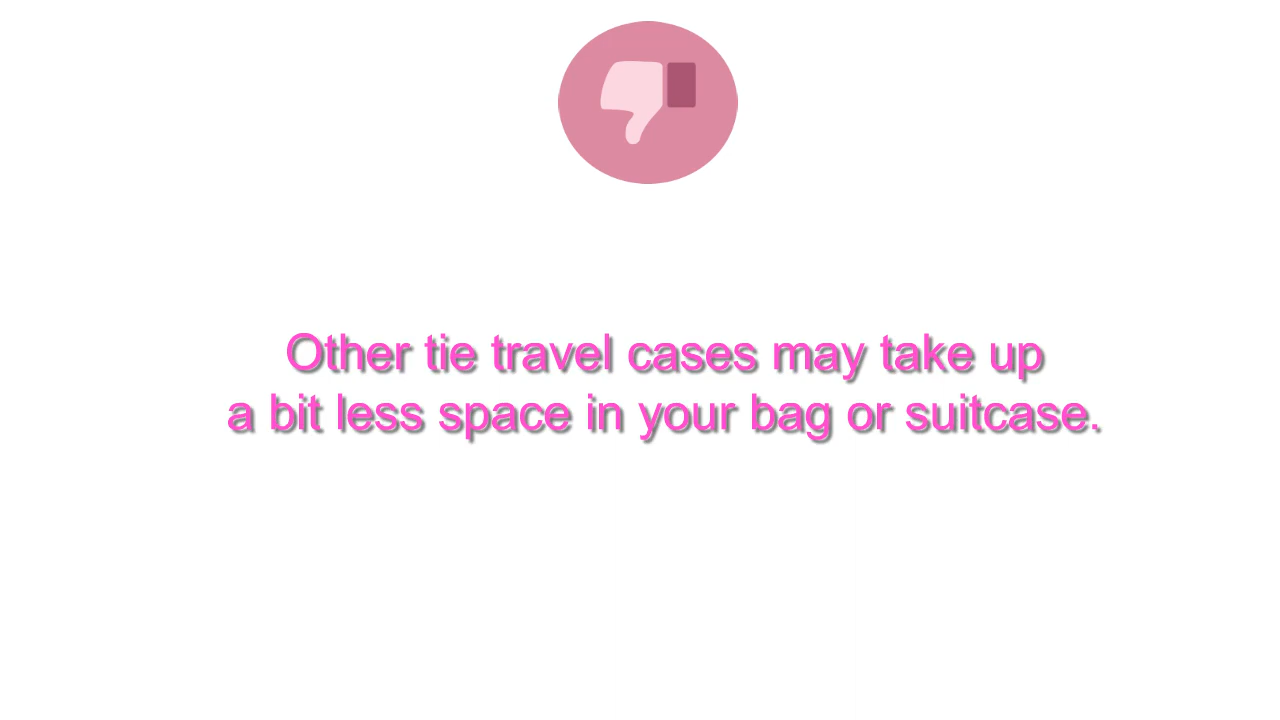 Other tie travel cases may take up
a bit less space in your bag or suitcase.